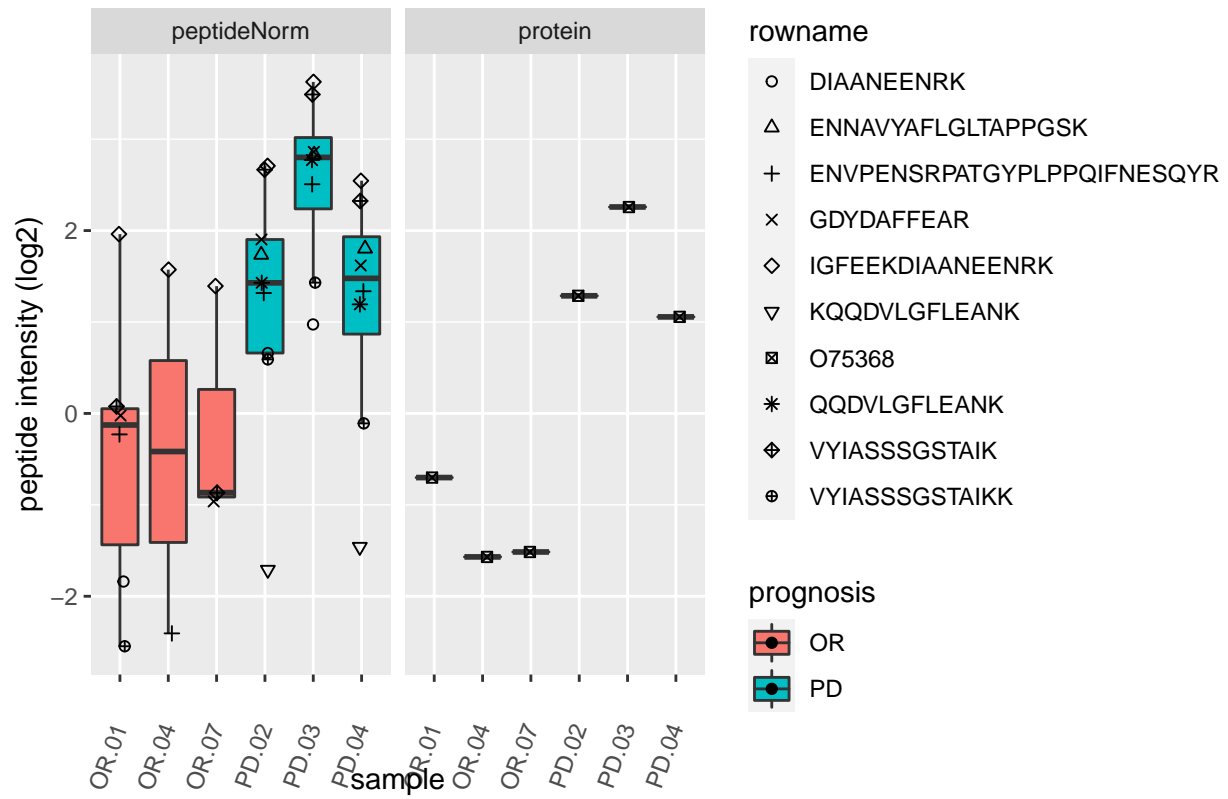 peptideNorm
protein
peptide intensity (log2)
2
0
−2
OR.01
OR.04
OR.07
PD.02
PD.03
PD.04
OR.01
OR.04
OR.07
PD.02
PD.03
PD.04
sample
rowname
DIAANEENRK
ENNAVYAFLGLTAPPGSK
ENVPENSRPATGYPLPPQIFNESQYR
GDYDAFFEAR
IGFEEKDIAANEENRK
KQQDVLGFLEANK
O75368
QQDVLGFLEANK
VYIASSSGSTAIK
VYIASSSGSTAIKK
prognosis
OR
PD